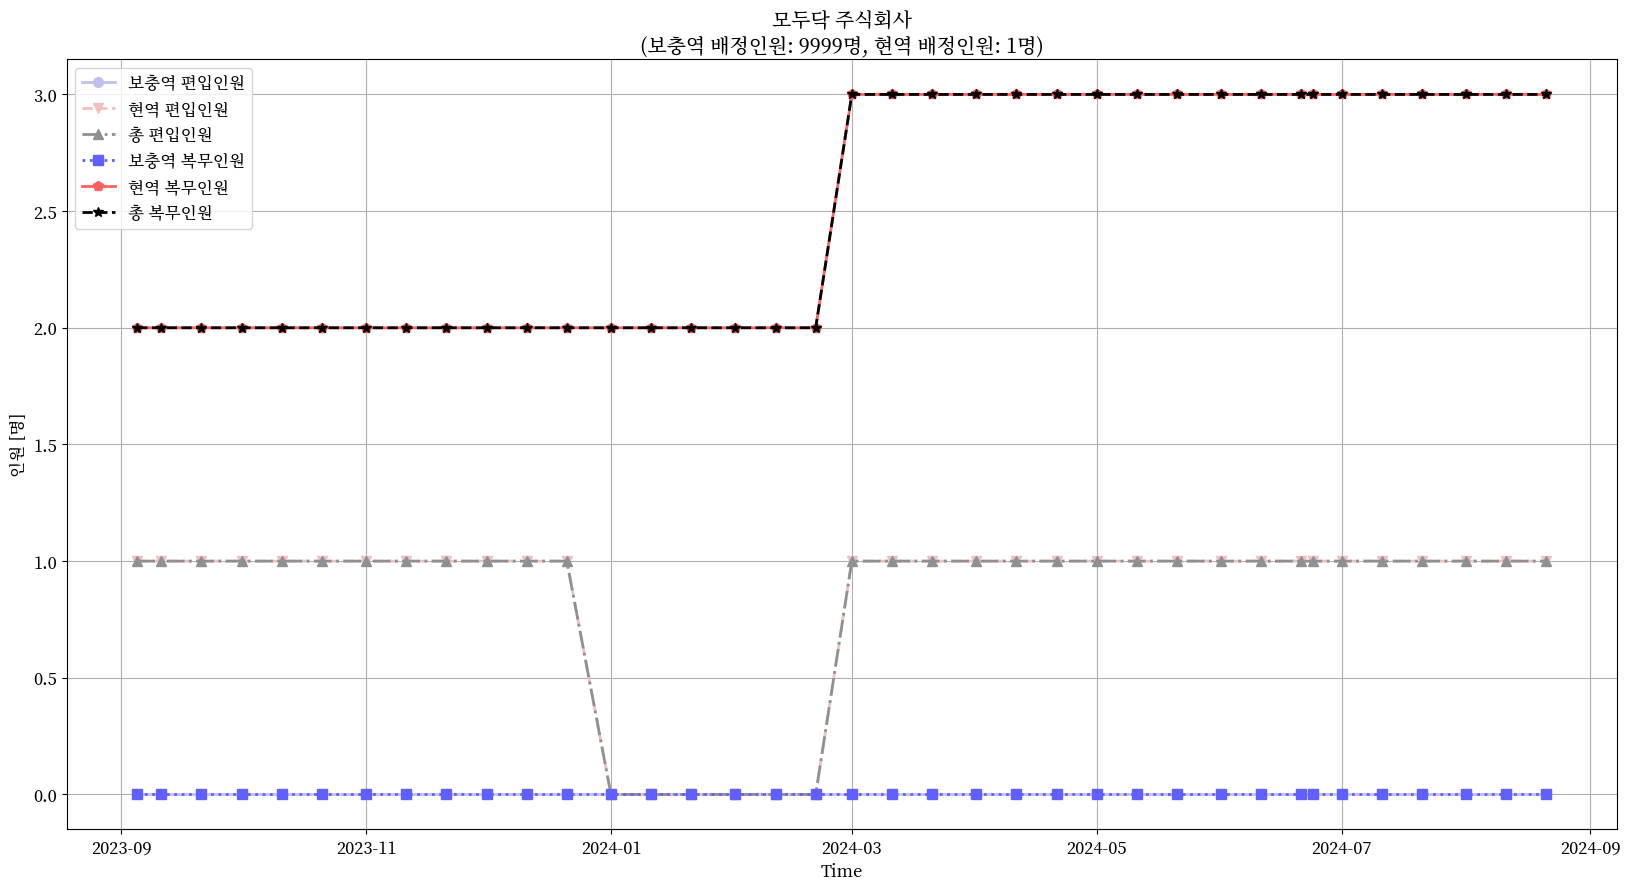 모두닥 주식회사
(보충역 배정인원: 9999명, 현역 배정인원: 1명)
보충역 편입인원
현역 편입인원
총 편입인원
보충역 복무인원
현역 복무인원
총 복무인원
인원 [명]
3.0
2.5
2.0
1.5
1.0
0.5
0.0
2023-09
2023-11
2024-01
2024-03
2024-05
2024-07
2024-09
Time